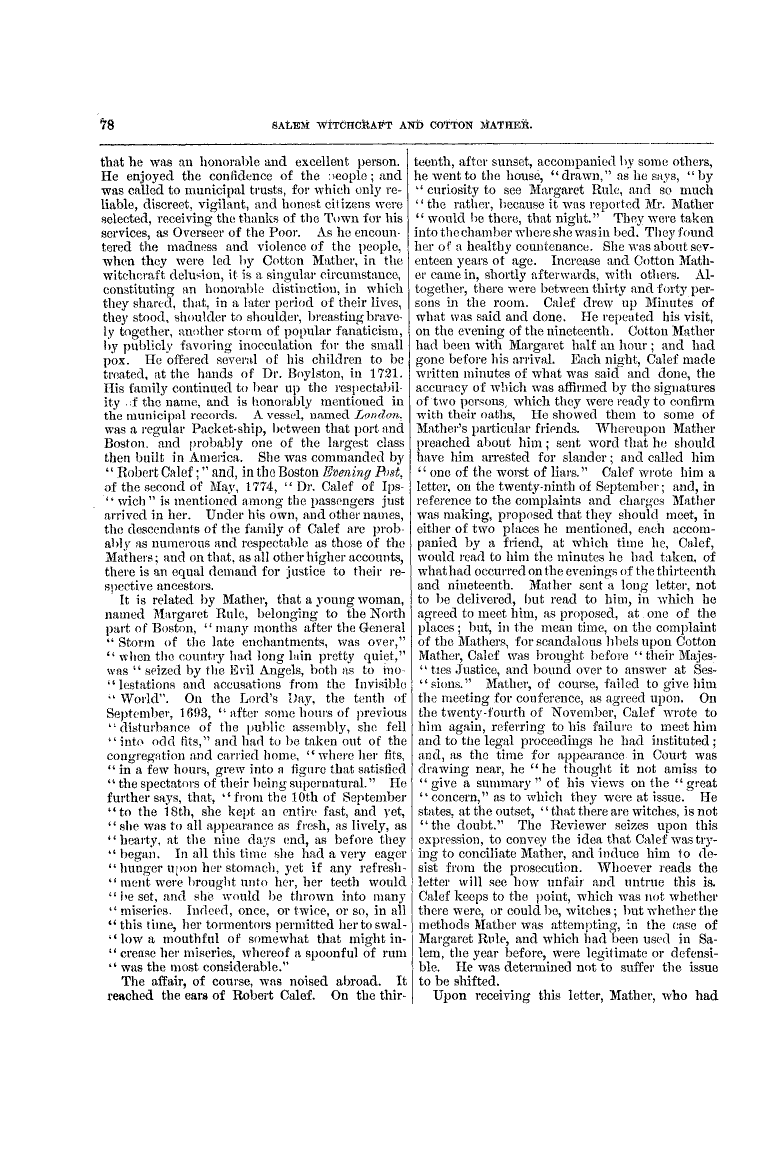 78
SALEM WITCHCRAFT AND COTTON MATHER.
that he was an honorable and excellent person.
He enjoyed the confidence of the people; and
was called to municipal trusts, for which only re-
liable, discreet, vigilant, and honest citizens were
selected, receiving the thanks of the Town for his
services, as Overseer of the Poor. As he encoun-
tered the madness and violence of the people,
when they were led by Cotton Mather, in the
witchcraft delusion, it is a singular circumstance,
constituting an honorable distinction, in which
they shared, that, in a later period of their lives,
they stood, shoulder to shoulder, breasting brave-
ly together, another storm of popular fanaticism,
by publicly favoring inocculation for the small
pox. He offered several of his children to be
treated, at the hands of Dr. Boylston, in 1721.
His family continued to bear up the respectabil-
ity of the name, and is honorably mentioned in
the municipal records. A vessel, named London,
was a regular Packet-ship, between that port and
Boston, and probably one of the largest class
then built in America. She was commanded by
" Robert Calef;" and, in the Boston Evening Post,
of the second of May, 1774, " Dr. Calef of Ips-
" wich" is mentioned among the passengers just
arrived in her. Under his own, and other names,
the descendants of the family of Calef are prob-
ably as numerous and respectable as those of the
Mathers; and on that, as all other higher accounts,
there is an equal demand for justice to their re-
spective ancestors.
It is related by Mather, that a young woman,
named Margaret Rule, belonging to the North
part of Boston, " many months after the General
" Storm of the late enchantments, was over,"
" when the country had long lain pretty quiet,"
was " seized by the Evil Angels, both as to mo-
" lestations and accusations from the Invisible
" World". On the Lord's Day, the tenth of
September, 1693, " after some hours of previous
" disturbance of the public assembly, she fell
" into odd fits," and had to be taken out of the
congregation and carried home, " where her fits,
" in a few hours, grew into a figure that satisfied
" the spectators of their being supernatural." He
further says, that, " from the 10th of September
" to the 18th, she kept an entire fast, and yet,
" she was to all appearance as fresh, as lively, as
" hearty, at the nine days end, as before they
" began. In all this time she had a very eager
" hunger upon her stomach, yet if any refresh-
" ment were brought unto her, her teeth would
" be set, and she would be thrown into many
" miseries. Indeed, once, or twice, or so, in all
" this time, her tormentors permitted her to swal-
" low a mouthful of somewhat that might in-
" crease her miseries, whereof a spoonful of rum
" was the most considerable."
The affair, of course, was noised abroad. It
reached the ears of Robert Calef. On the thir-
teenth, after sunset, accompanied by some others,
he went to the house, "drawn," as he says, "by
" curiosity to see Margaret Rule, and so much
" the rather, because it was reported Mr. Mather
" would be there, that night." They were taken
into the chamber where she was in bed. They found
her of a healthy countenance. She was about sev-
enteen years of age. Increase and Cotton Math-
er came in, shortly afterwards, with others. Al-
together, there were between thirty and forty per-
sons in the room. Calef drew up Minutes of
what was said and done. He repeated his visit,
on the evening of the nineteenth. Cotton Mather
had been with Margaret half an hour; and had
gone before his arrival. Each night, Calef made
written minutes of what was said and done, the
accuracy of which was affirmed by the signatures
of two persons, which they were ready to confirm
with their oaths, He showed them to some of
Mather's particular friends. Whereupon Mather
preached about him; sent word that he should
have him arrested for slander; and called him
" one of the worst of liars." Calef wrote him a
letter, on the twenty-ninth of September; and, in
reference to the complaints and charges Mather
was making, proposed that they should meet, in
either of two places he mentioned, each accom-
panied by a friend, at which time he, Calef,
would read to him the minutes he had taken, of
what had occurred on the evenings of the thirteenth
and nineteenth. Mather sent a long letter, not
to be delivered, but read to him, in which he
agreed to meet him, as proposed, at one of the
places; but, in the mean time, on the complaint
of the Mathers, for scandalous libels upon Cotton
Mather, Calef was brought before " their Majes-
" ties Justice, and bound over to answer at Ses-
" sions." Mather, of course, failed to give him
the meeting for conference, as agreed upon. On
the twenty-fourth of November, Calef wrote to
him again, referring to his failure to meet him
and to the legal proceedings he had instituted;
and, as the time for appearance in Court was
drawing near, he " he thought it not amiss to
" give a summary" of his views on the " great
" concern," as to which they were at issue. He
states, at the outset, " that there are witches, is not
" the doubt." The Reviewer seizes upon this
expression, to convey the idea that Calef was try-
ing to conciliate Mather, and induce him to de-
sist from the prosecution. Whoever reads the
letter will see how unfair and untrue this is.
Calef keeps to the point, which was not whether
there were, or could be, witches; but whether the
methods Mather was attempting, in the case of
Margaret Rule, and which had been used in Sa-
lem, the year before, were legitimate or defensi-
ble. He was determined not to suffer the issue
to be shifted.
Upon receiving this letter, Mather, who had